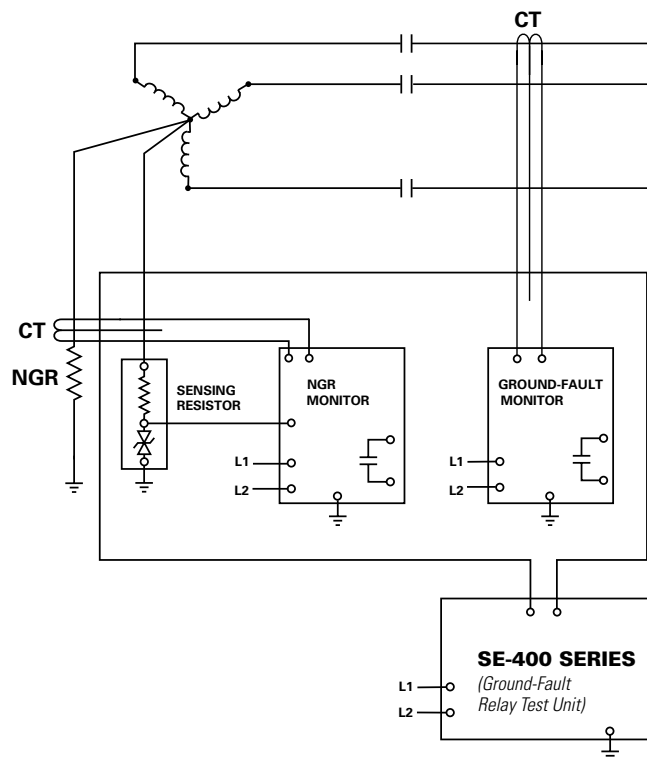 CT
CT
NGR
SENSING
RESISTOR
NGR
MONITOR
L1
L2
GROUND-FAULT
MONITOR
L1
L2
SE-400 SERIES
(Ground-Fault
Relay Test Unit)
L1
L2